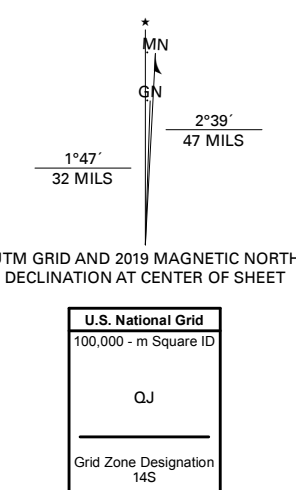 ★
MN
GN
2°39´
47 MILS
1°47´
32 MILS
UTM GRID AND 2019 MAGNETIC NORTH
DECLINATION AT CENTER OF SHEET
U.S. National Grid
100,000 - m Square ID
QJ
Grid Zone Designation
14S